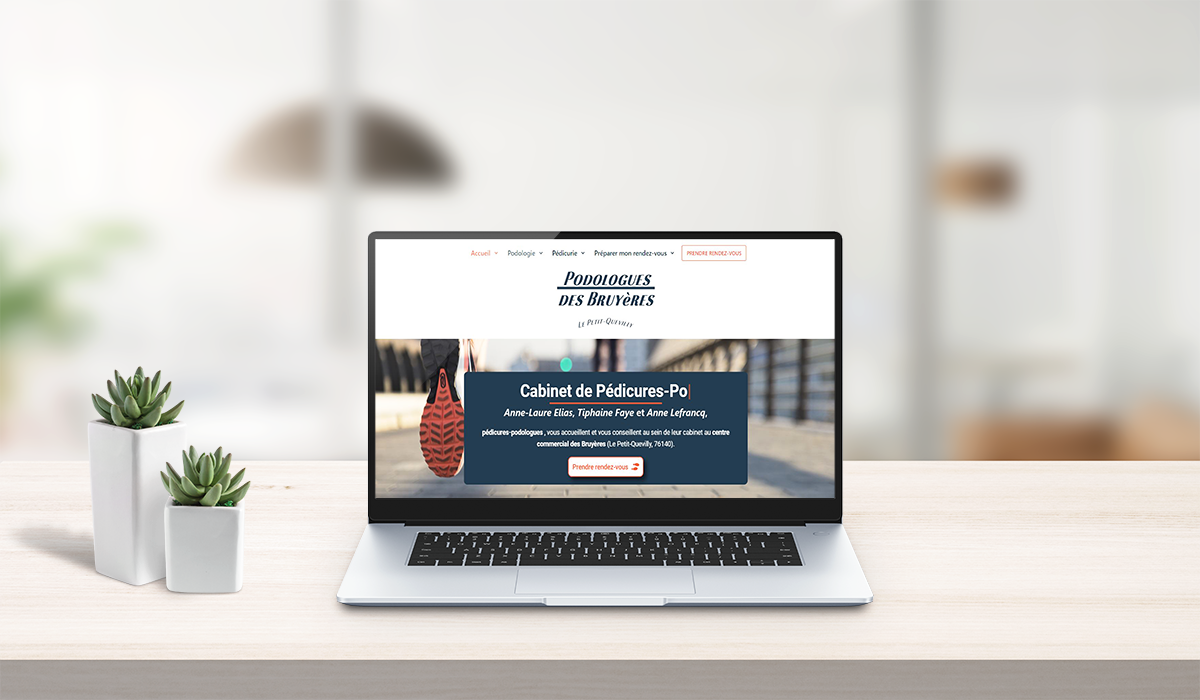 Accueil Podologie Pédicurie Préparer mon rendez-vous PRENDRE RENDEZ-VOUS
PODOLOGUES
DES BRUYÈRES
LE PETIT-QUEVILLY
Cabinet de Pédicures-Po|
Anne-Laure Elias, Tiphaine Faye et Anne Lefrancq,
pédicures-podologues , vous accueillent et vous conseillent au sein de leur cabinet au centre
commercial des Bruyères (Le Petit-Quevilly, 76140).
Prendre rendez-vous